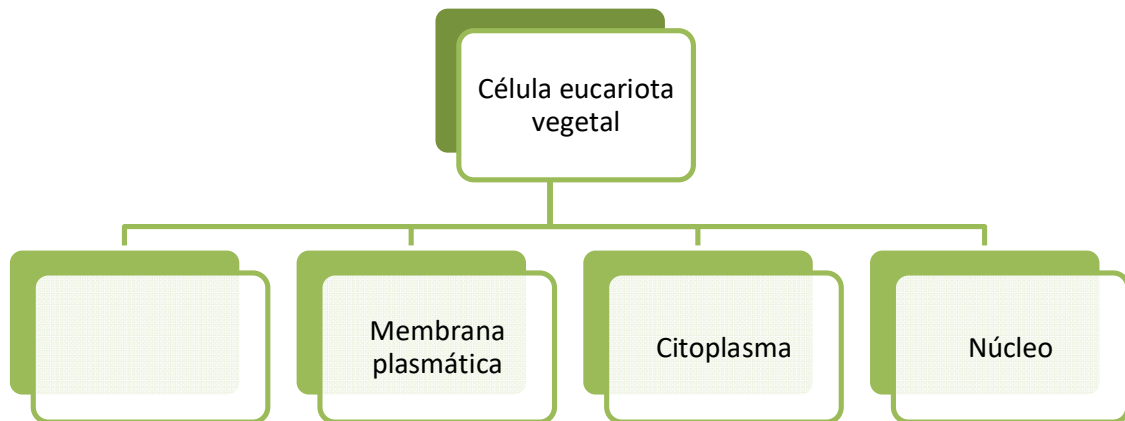 Célula eucariota
vegetal
Membrana
plasmática
Citoplasma
Núcleo